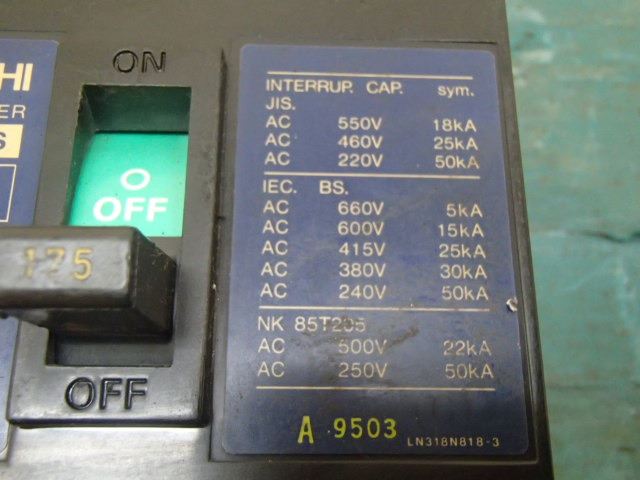 HI
ER
S
ON
O
OFF
175
OFF
INTERRUP. CAP. sym.
JIS.
AC 550V 18kA
AC 460V 25kA
AC 220V 50kA
IEC. BS.
AC 660V 5kA
AC 600V 15kA
AC 415V 25kA
AC 380V 30kA
AC 240V 50kA
NK 85T205
AC 500V 22kA
AC 250V 50kA
A 9503 LN318N818-3